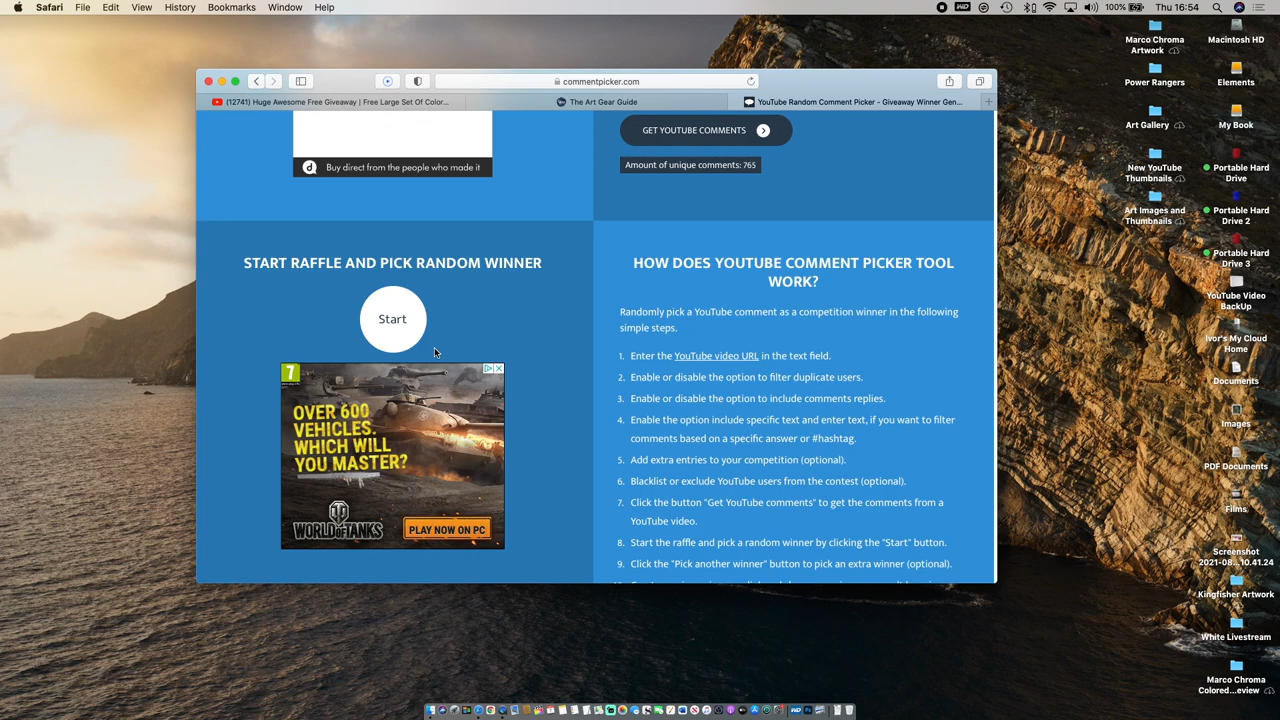 Safari File Edit View History Bookmarks Window Help
100% Thu 16:54
commentpicker.com
(12741) Huge Awesome Free Giveaway | Free Large Set Of Color...
The Art Gear Guide
YouTube Random Comment Picker - Giveaway Winner Gen...
Buy direct from the people who made it
GET YOUTUBE COMMENTS
Amount of unique comments: 765
START RAFFLE AND PICK RANDOM WINNER
Start
7
OVER 600
VEHICLES.
WHICH WILL
YOU MASTER?
WORLD OF TANKS
PLAY NOW ON PC
HOW DOES YOUTUBE COMMENT PICKER TOOL
WORK?
Randomly pick a YouTube comment as a competition winner in the following
simple steps.
1. Enter the YouTube video URL in the text field.
2. Enable or disable the option to filter duplicate users.
3. Enable or disable the option to include comments replies.
4. Enable the option include specific text and enter text, if you want to filter
comments based on a specific answer or #hashtag.
5. Add extra entries to your competition (optional).
6. Blacklist or exclude YouTube users from the contest (optional).
7. Click the button "Get YouTube comments" to get the comments from a
YouTube video.
8. Start the raffle and pick a random winner by clicking the "Start" button.
9. Click the "Pick another winner" button to pick an extra winner (optional).
Marco Chroma
Artwork
Macintosh HD
Power Rangers
Elements
Art Gallery
My Book
New YouTube
Thumbnails
Portable Hard
Drive
Art Images and
Thumbnails
Portable Hard
Drive 2
Portable Hard
Drive 3
YouTube Video
BackUp
Ivor's My Cloud
Home
Documents
Images
PDF Documents
Films
Screenshot
2021-08...10.41.24
Kingfisher Artwork
White Livestream
Marco Chroma
Colored...eview